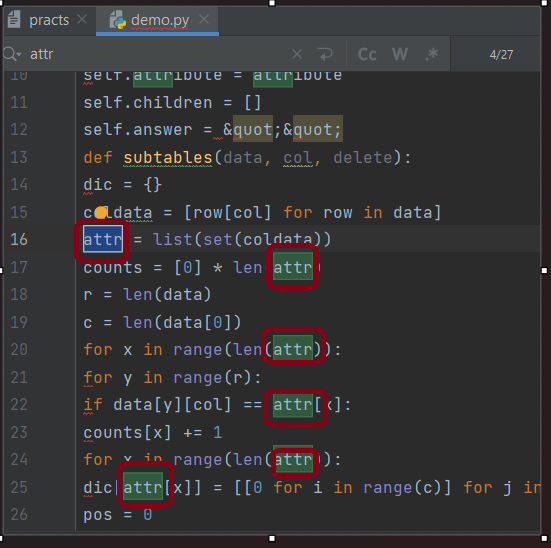 practs demo.py
attr Cc W .* 4/27
10 self.attribute = attribute
11 self.children = []
12 self.answer = &quot;&quot;
13 def subtables(data, col, delete):
14 dic = {}
15 coldata = [row[col] for row in data]
16 attr = list(set(coldata))
17 counts = [0] * len(attr)
18 r = len(data)
19 c = len(data[0])
20 for x in range(len(attr)):
21 for y in range(r):
22 if data[y][col] == attr[x]:
23 counts[x] += 1
24 for x in range(len(attr)):
25 dic[attr[x]] = [[0 for i in range(c)] for j in
26 pos = 0